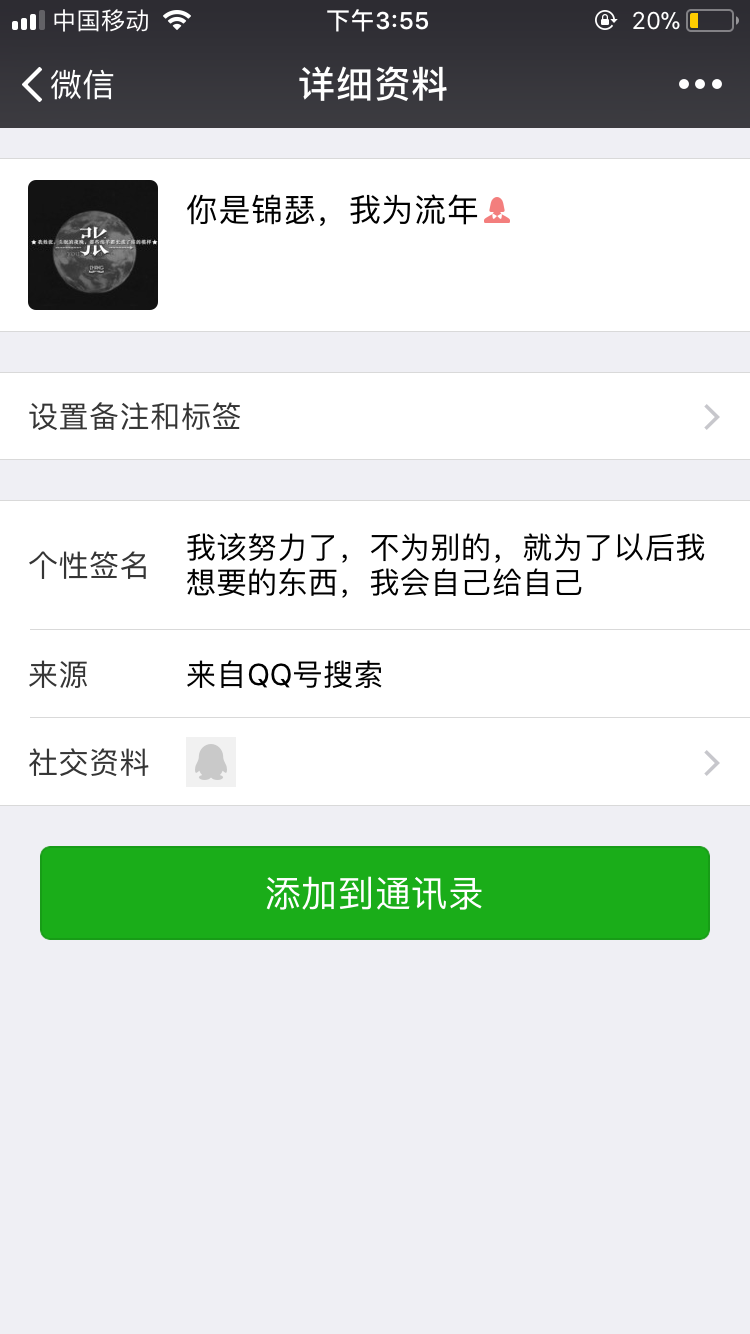 中国移动
下午3:55
20%
微信
详细资料
张
你是锦瑟，我为流年
设置备注和标签
个性签名
我该努力了，不为别的，就为了以后我
想要的东西，我会自己给自己
来源
来自QQ号搜索
社交资料
添加到通讯录